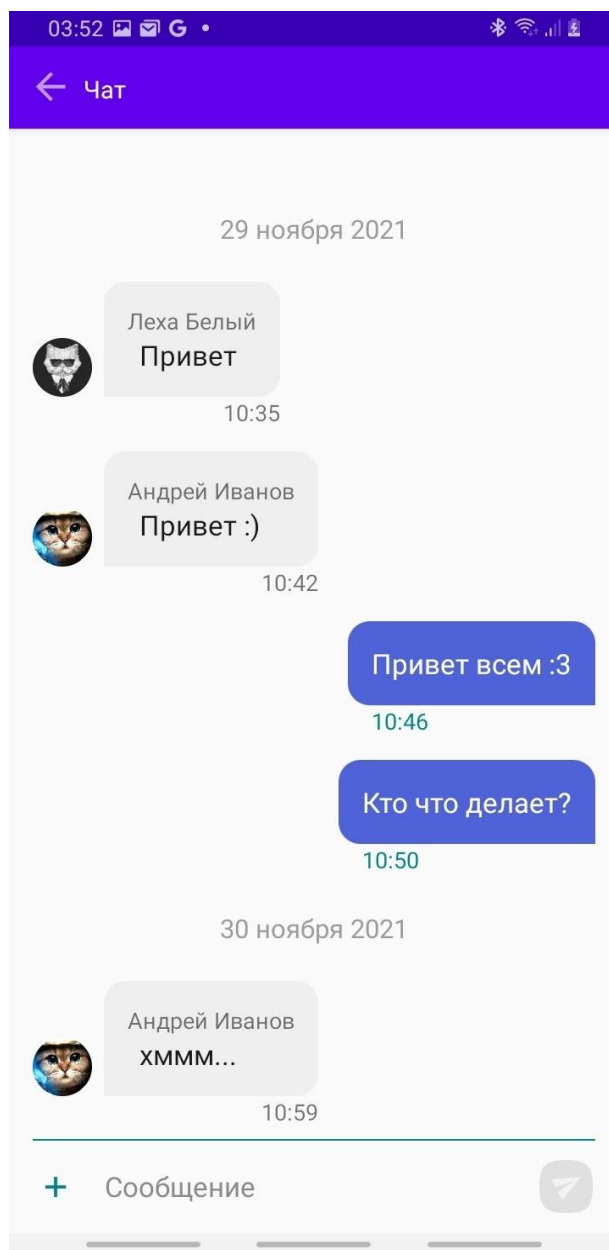 03:52 G
Чат
29 ноября 2021
Леха Белый
Привет
10:35
Андрей Иванов
Привет :)
10:42
Привет всем :3
10:46
Кто что делает?
10:50
30 ноября 2021
Андрей Иванов
хммм...
10:59
+ Сообщение